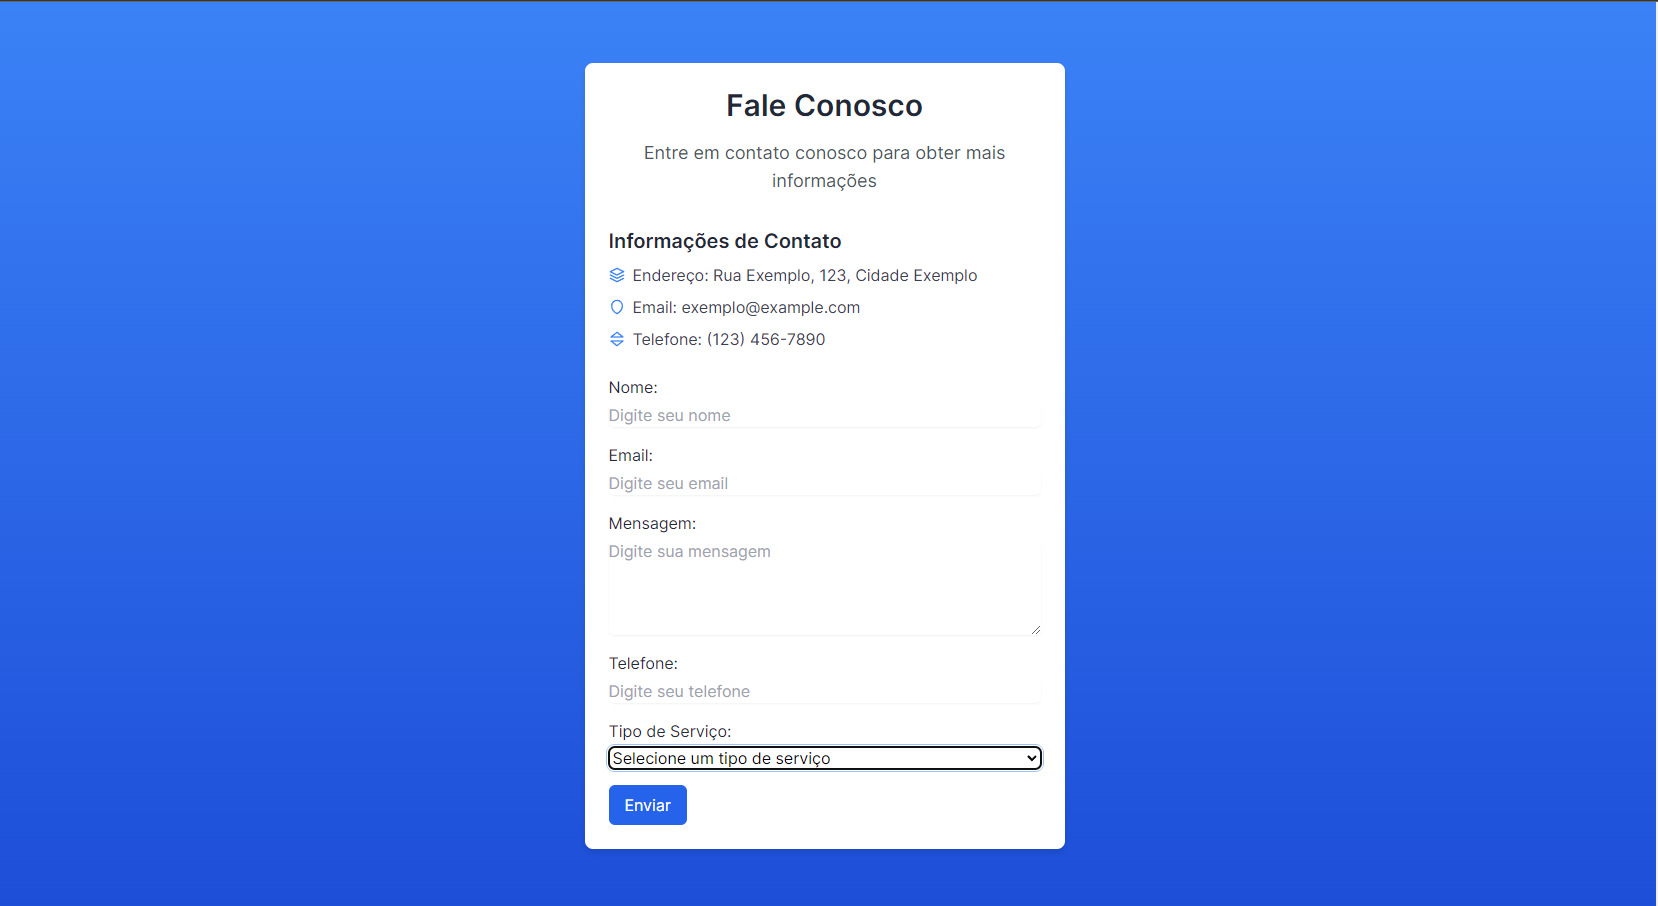 Fale Conosco
Entre em contato conosco para obter mais
informações
Informações de Contato
Endereço: Rua Exemplo, 123, Cidade Exemplo
Email: exemplo@example.com
Telefone: (123) 456-7890
Nome:
Digite seu nome
Email:
Digite seu email
Mensagem:
Digite sua mensagem
Telefone:
Digite seu telefone
Tipo de Serviço:
Selecione um tipo de serviço
Enviar